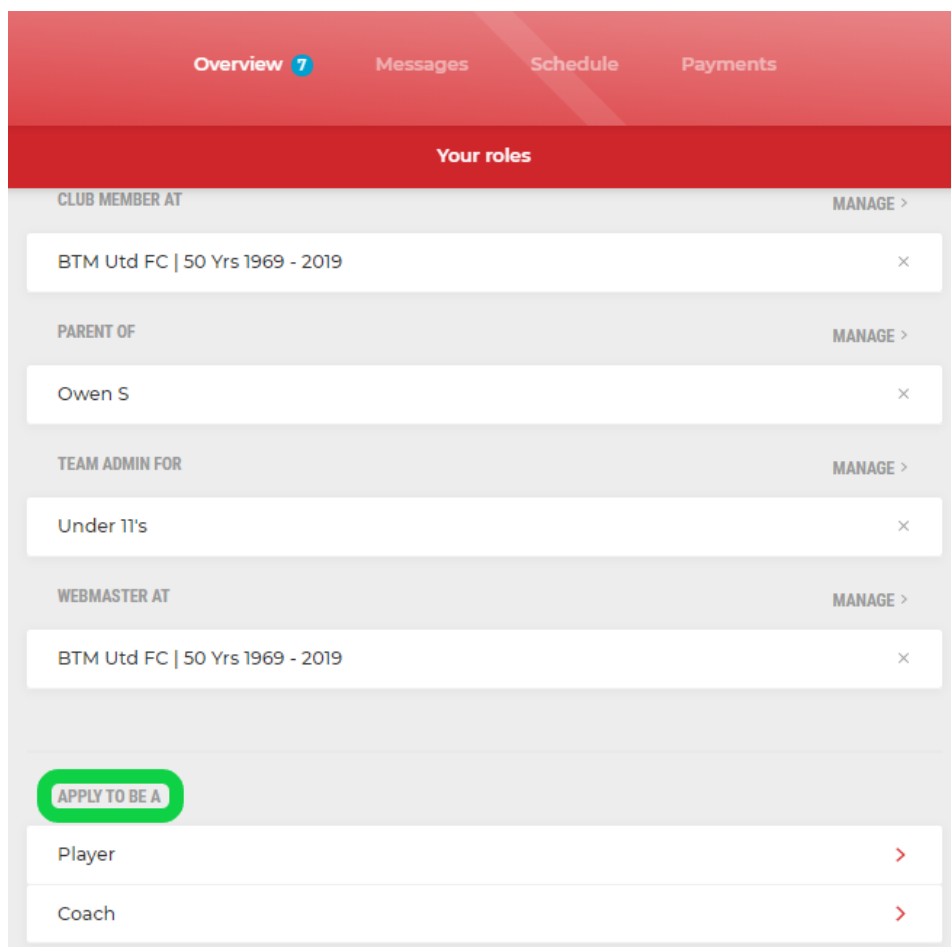 Overview 7 Messages Schedule Payments
Your roles
CLUB MEMBER AT MANAGE >
BTM Utd FC | 50 Yrs 1969 - 2019 ×
PARENT OF MANAGE >
Owen S ×
TEAM ADMIN FOR MANAGE >
Under 11's ×
WEBMASTER AT MANAGE >
BTM Utd FC | 50 Yrs 1969 - 2019 ×
APPLY TO BE A
Player >
Coach >